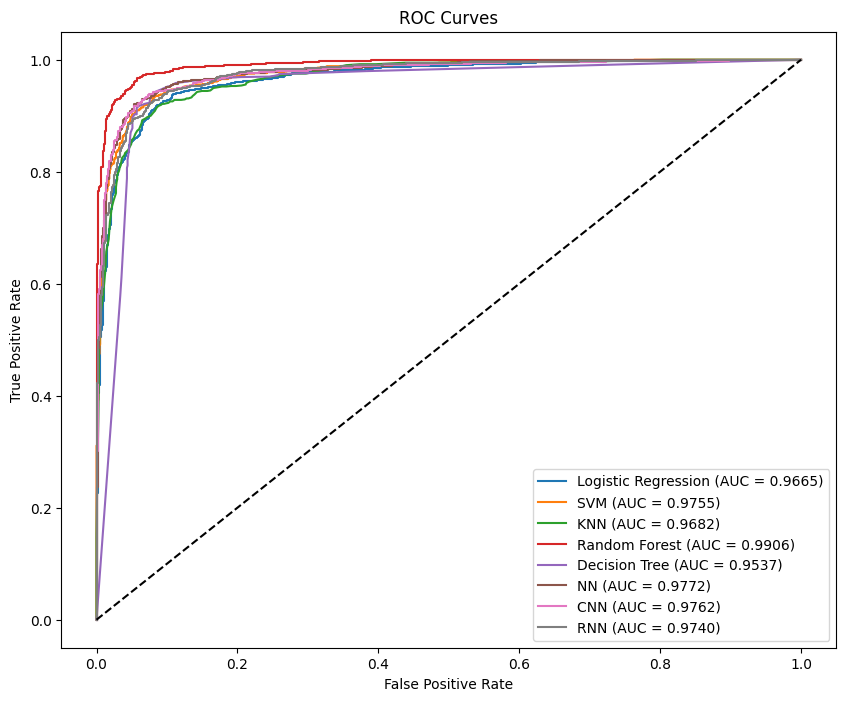 ROC Curves
1.0
0.8
0.6
0.4
0.2
0.0
True Positive Rate
0.0 0.2 0.4 0.6 0.8 1.0
False Positive Rate
Logistic Regression (AUC = 0.9665)
SVM (AUC = 0.9755)
KNN (AUC = 0.9682)
Random Forest (AUC = 0.9906)
Decision Tree (AUC = 0.9537)
NN (AUC = 0.9772)
CNN (AUC = 0.9762)
RNN (AUC = 0.9740)